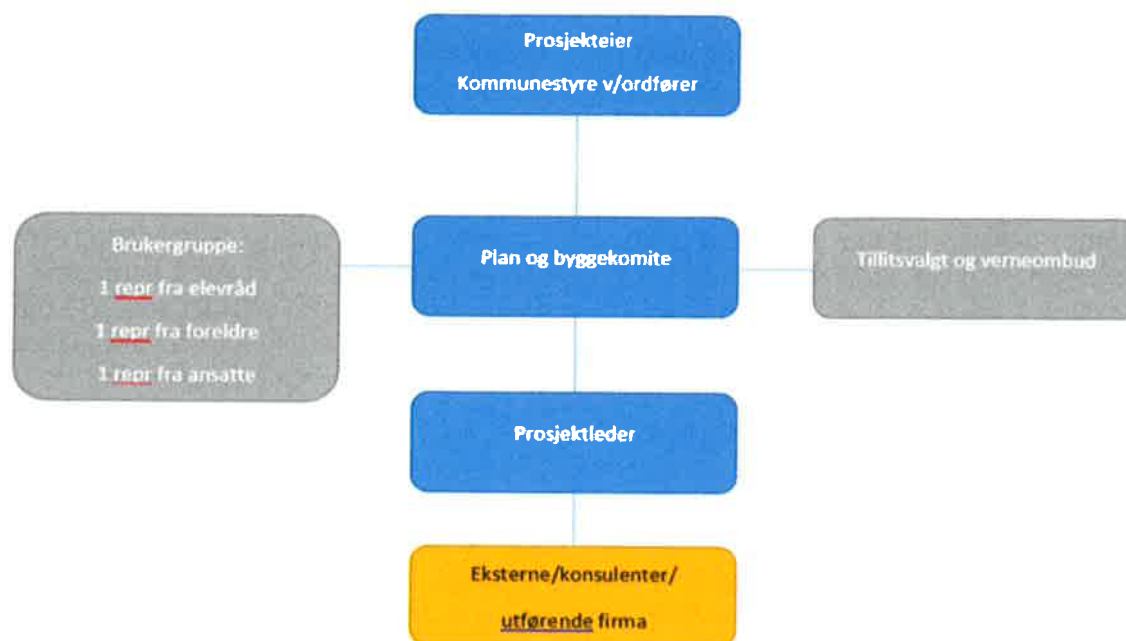 Prosjekteier
Kommunestyre v/ordfører
Brukergruppe:
1 repr fra elevråd
1 repr fra foreldre
1 repr fra ansatte
Plan og byggekomite
Tillitsvalgt og verneombud
Prosjektleder
Eksterne/konsulenter/
utførende firma